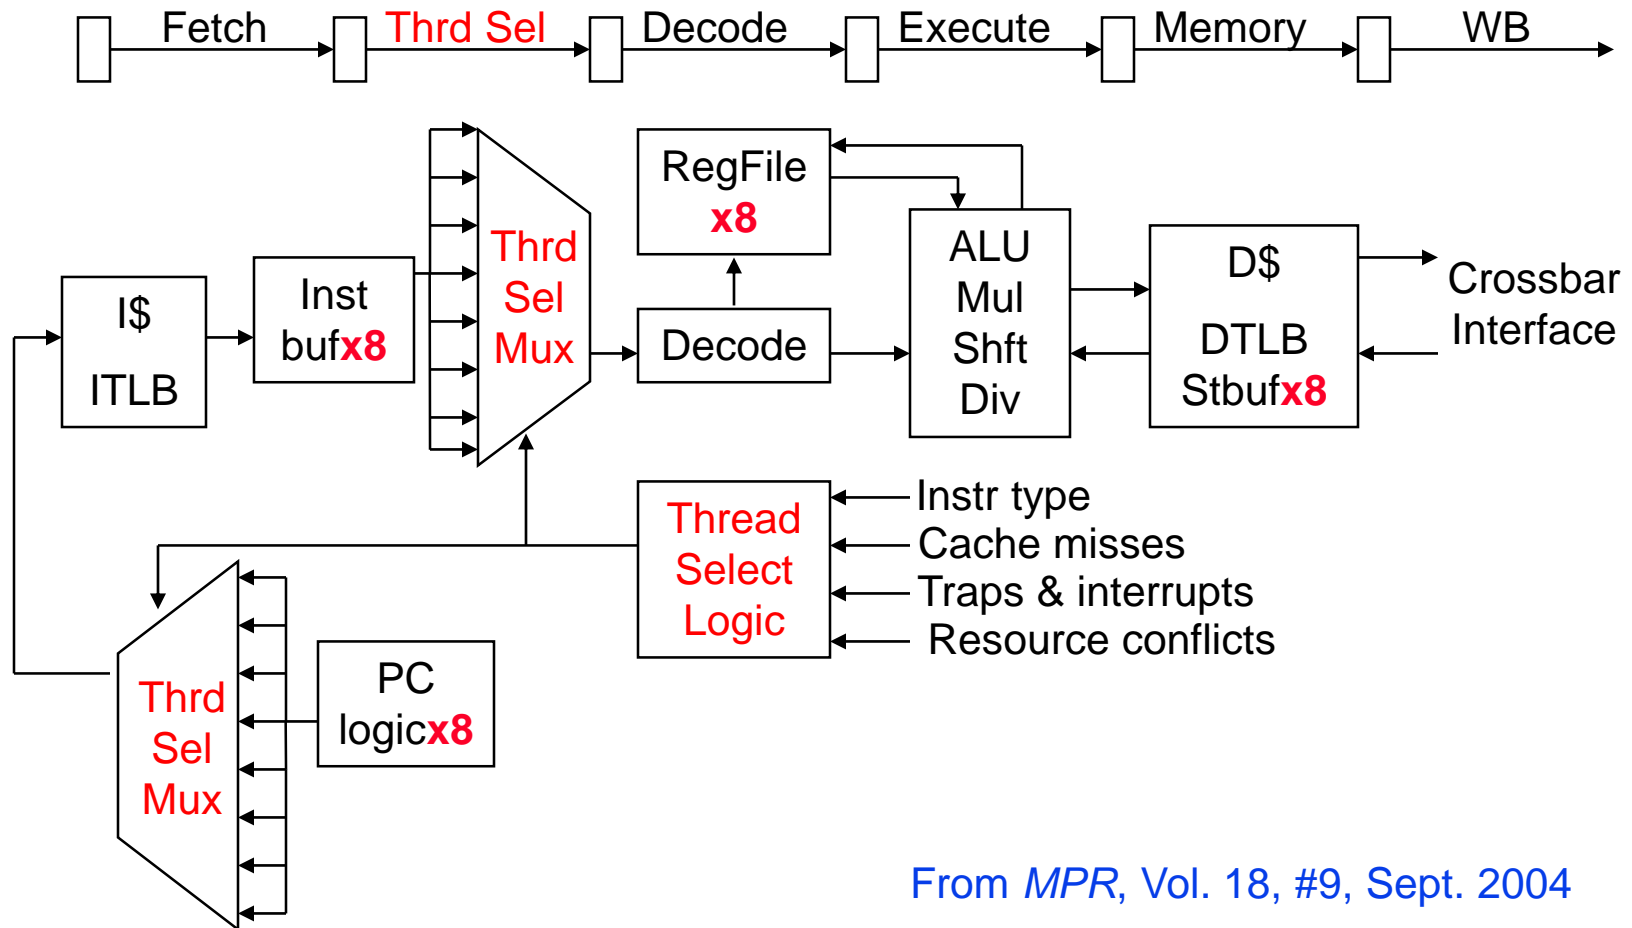 Fetch
Thrd Sel
Decode
Execute
Memory
WB
RegFile
x8
Thrd
Sel
Mux
ALU
Mul
Shft
Div
D$
DTLB
Stbufx8
Crossbar
Interface
I$
ITLB
Inst
bufx8
Decode
Thread
Select
Logic
Instr type
Cache misses
Traps & interrupts
Resource conflicts
Thrd
Sel
Mux
PC
logicx8
From MPR, Vol. 18, #9, Sept. 2004